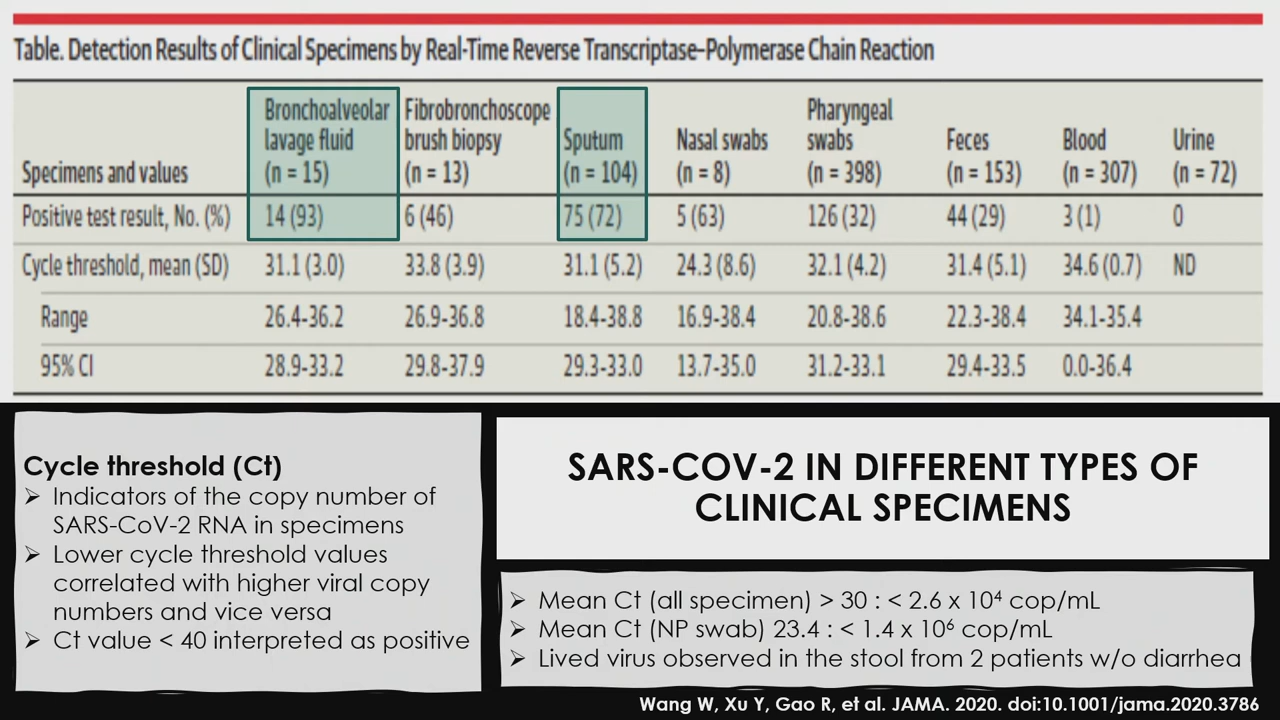 Table. Detection Results of Clinical Specimens by Real-Time Reverse Transcriptase–Polymerase Chain Reaction
Specimens and values Bronchoalveolar lavage fluid (n = 15) Fibrobronchoscope brush biopsy (n = 13) Sputum (n = 104) Nasal swabs (n = 8) Pharyngeal swabs (n = 398) Feces (n = 153) Blood (n = 307) Urine (n = 72)
Positive test result, No. (%) 14 (93) 6 (46) 75 (72) 5 (63) 126 (32) 44 (29) 3 (1) 0
Cycle threshold, mean (SD) 31.1 (3.0) 33.8 (3.9) 31.1 (5.2) 24.3 (8.6) 32.1 (4.2) 31.4 (5.1) 34.6 (0.7) ND
Range 26.4-36.2 26.9-36.8 18.4-38.8 16.9-38.4 20.8-38.6 22.3-38.4 34.1-35.4
95% CI 28.9-33.2 29.8-37.9 29.3-33.0 13.7-35.0 31.2-33.1 29.4-33.5 0.0-36.4
Cycle threshold (Ct)
➢ Indicators of the copy number of
SARS-CoV-2 RNA in specimens
➢ Lower cycle threshold values
correlated with higher viral copy
numbers and vice versa
➢ Ct value < 40 interpreted as positive
SARS-COV-2 IN DIFFERENT TYPES OF
CLINICAL SPECIMENS
➢ Mean Ct (all specimen) > 30 : < 2.6 x 10⁴ cop/mL
➢ Mean Ct (NP swab) 23.4 : < 1.4 x 10⁶ cop/mL
➢ Lived virus observed in the stool from 2 patients w/o diarrhea
Wang W, Xu Y, Gao R, et al. JAMA. 2020. doi:10.1001/jama.2020.3786